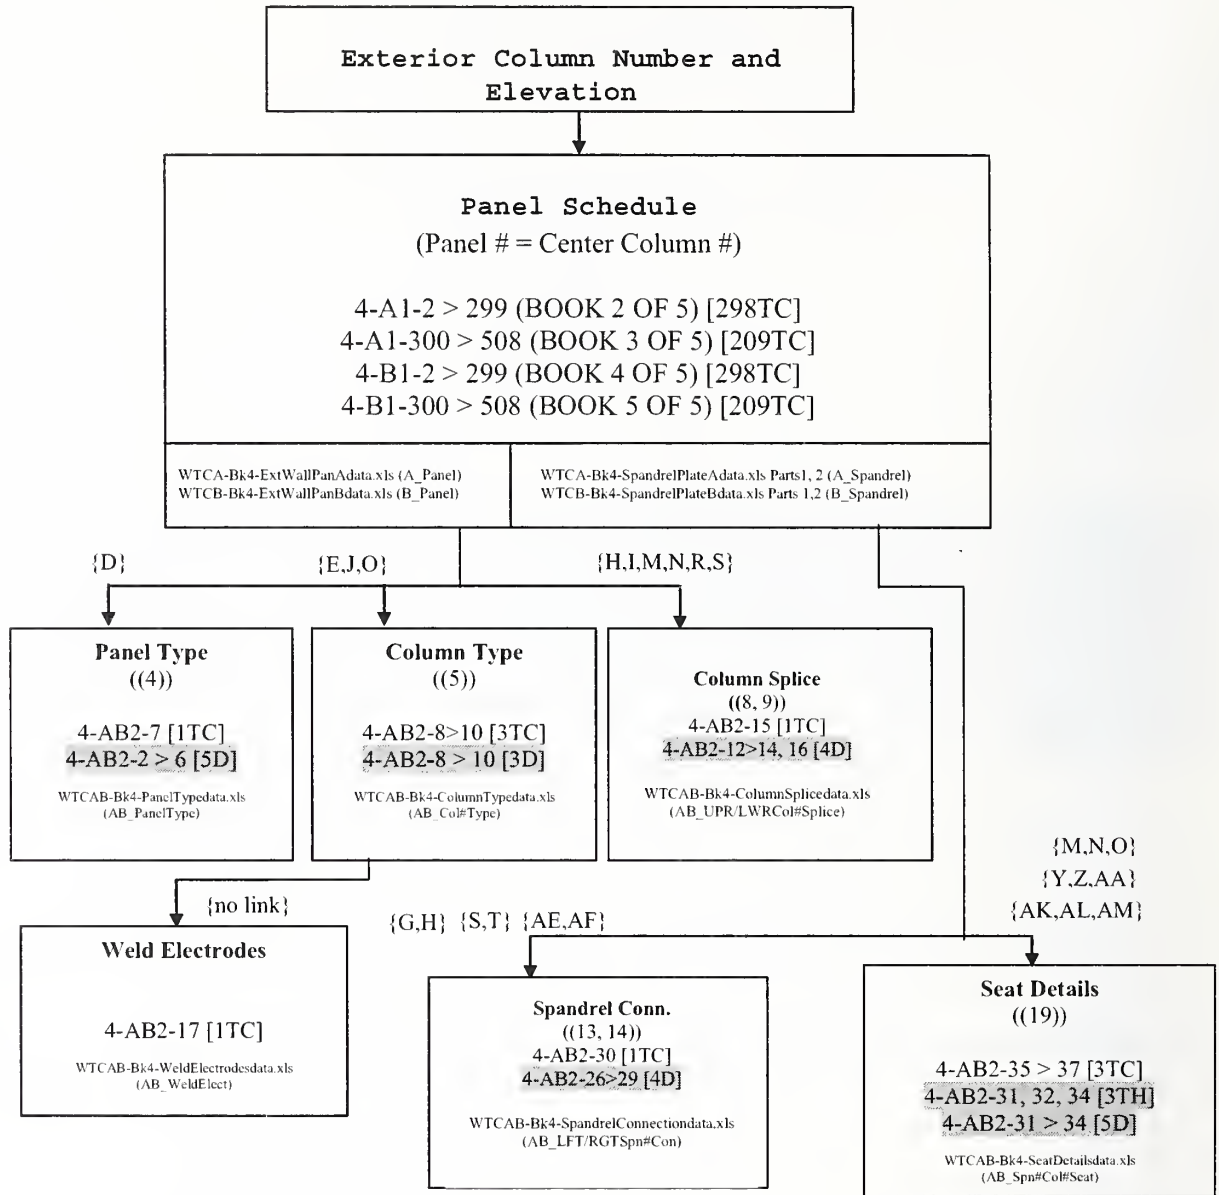 Exterior Column Number and
Elevation
Panel Schedule
(Panel # = Center Column #)
4-A1-2 > 299 (BOOK 2 OF 5) [298TC]
4-A1-300 > 508 (BOOK 3 OF 5) [209TC]
4-B1-2 > 299 (BOOK 4 OF 5) [298TC]
4-B1-300 > 508 (BOOK 5 OF 5) [209TC]
WTCA-Bk4-ExtWallPanAdata.xls (A_Panel)
WTCB-Bk4-ExtWallPanBdata.xls (B_Panel)
WTCA-Bk4-SpandrelPlateAdata.xls Parts1, 2 (A_Spandrel)
WTCB-Bk4-SpandrelPlateBdata.xls Parts 1,2 (B_Spandrel)
{D}
{E,J,O}
{H,I,M,N,R,S}
Panel Type
((4))
4-AB2-7 [1TC]
4-AB2-2 > 6 [5D]
WTCAB-Bk4-PanelTypedata.xls
(AB_PanelType)
Column Type
((5))
4-AB2-8>10 [3TC]
4-AB2-8 > 10 [3D]
WTCAB-Bk4-ColumnTypedata.xls
(AB_Col#Type)
Column Splice
((8, 9))
4-AB2-15 [1TC]
4-AB2-12>14, 16 [4D]
WTCAB-Bk4-ColumnSplicedata.xls
(AB_UPR/LWRCol#Splice)
{M,N,O}
{Y,Z,AA}
{AK,AL,AM}
{no link}
{G,H} {S,T} {AE,AF}
Weld Electrodes
4-AB2-17 [1TC]
WTCAB-Bk4-WeldElectrodesdata.xls
(AB_WeldElect)
Spandrel Conn.
((13, 14))
4-AB2-30 [1TC]
4-AB2-26>29 [4D]
WTCAB-Bk4-SpandrelConnectiondata,xls
(AB_LFT/RGTSpn#Con)
Seat Details
((19))
4-AB2-35 > 37 [3TC]
4-AB2-31, 32, 34 [3TH]
4-AB2-31 > 34 [5D]
WTCAB-Bk4-SeatDetailsdata.xls
(AB_Spn#Col#Seat)